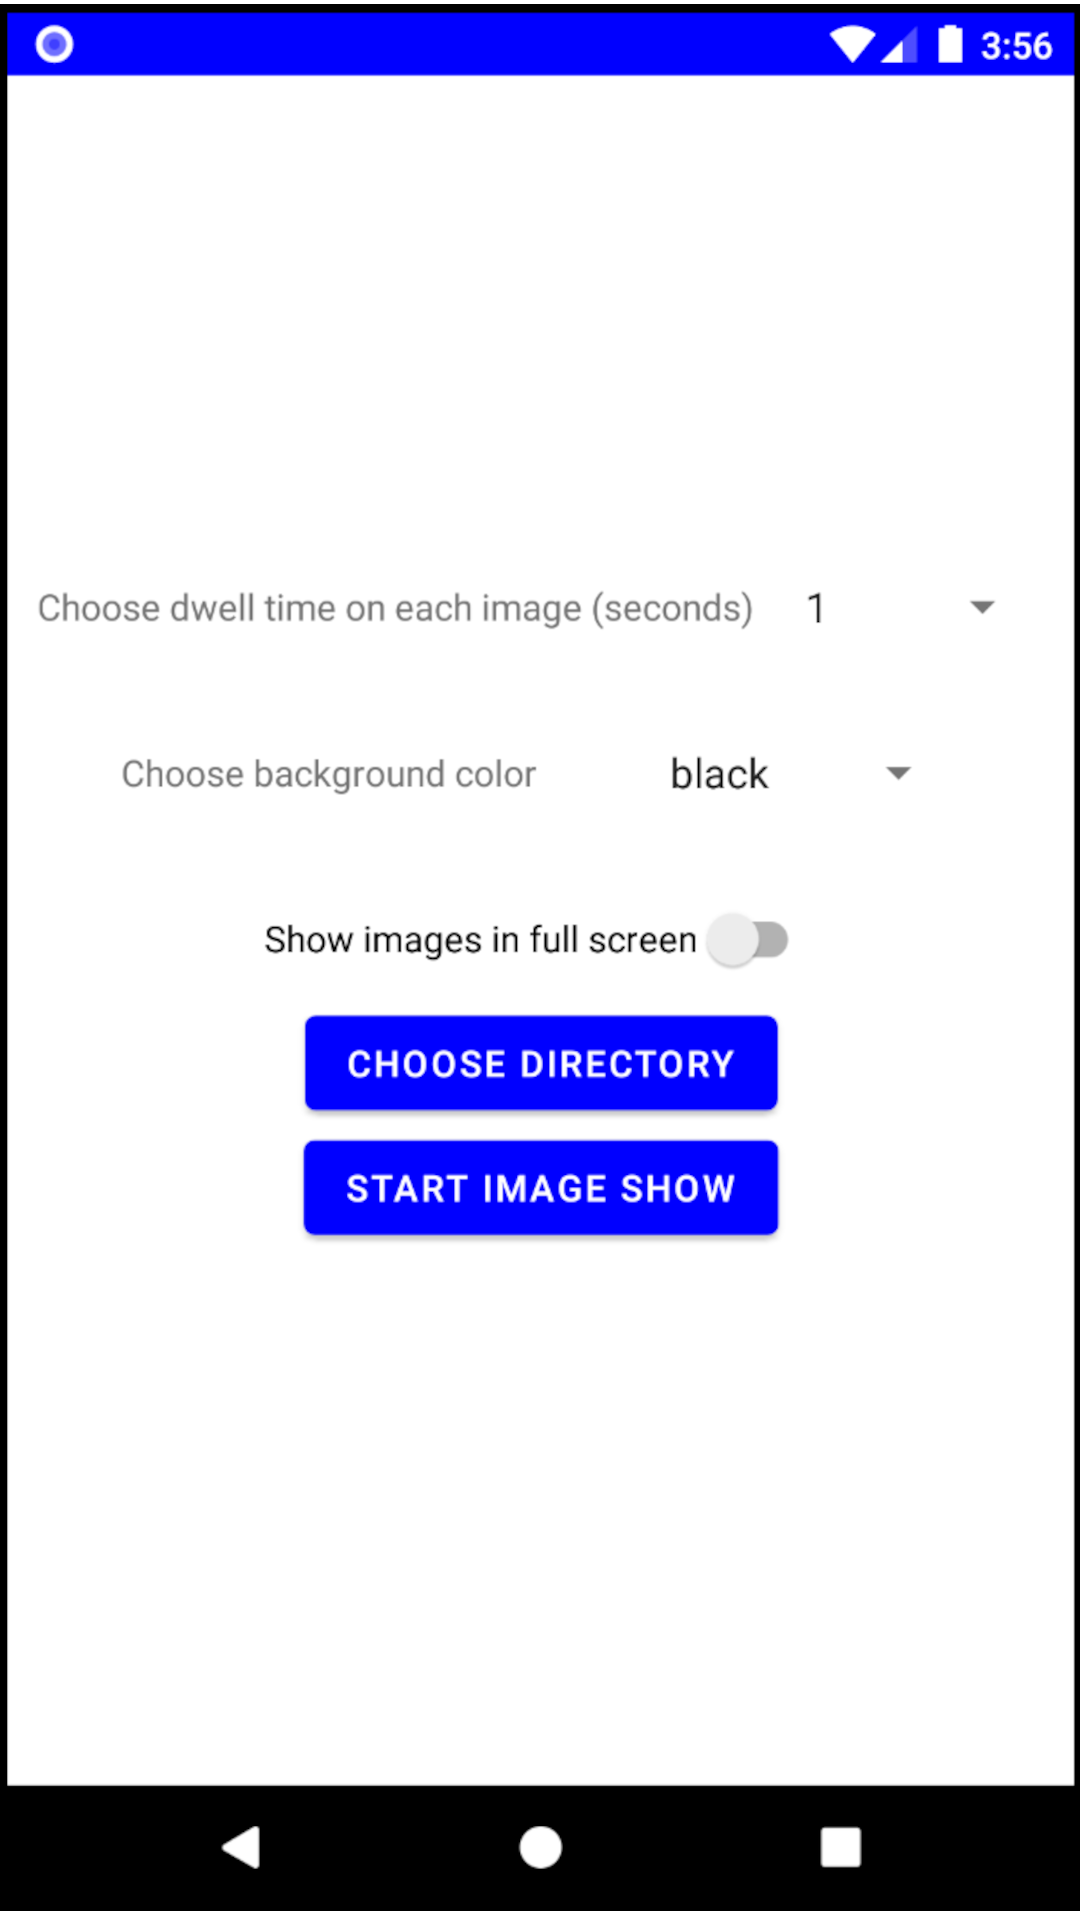 3:56
Choose dwell time on each image (seconds) 1
Choose background color black
Show images in full screen
CHOOSE DIRECTORY
START IMAGE SHOW